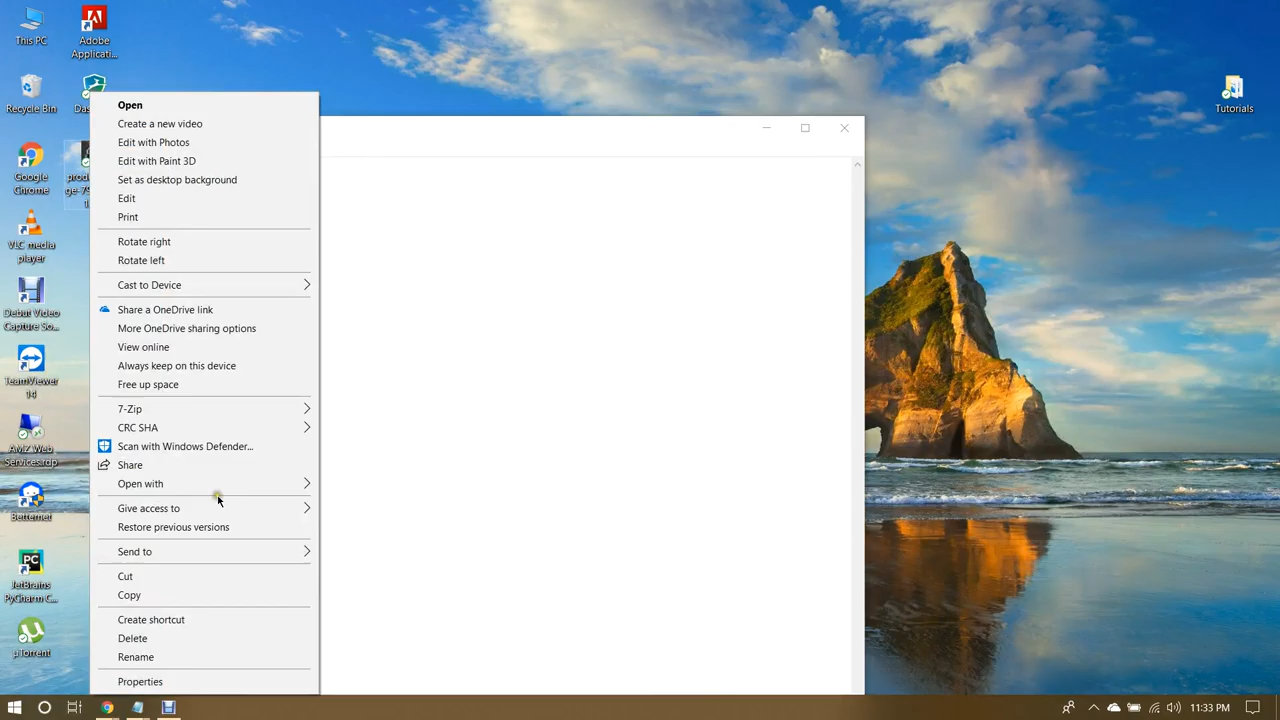 This PC
Adobe
Applicati...
Recycle Bin
Google
Chrome
VLC media
player
Debut Video
Capture So...
TeamViewer
14
AMZ Web
Services.rdp
Betternet
JetBrains
PyCharm C...
µTorrent
Tutorials
Open
Create a new video
Edit with Photos
Edit with Paint 3D
Set as desktop background
Edit
Print
Rotate right
Rotate left
Cast to Device
Share a OneDrive link
More OneDrive sharing options
View online
Always keep on this device
Free up space
7-Zip
CRC SHA
Scan with Windows Defender...
Share
Open with
Give access to
Restore previous versions
Send to
Cut
Copy
Create shortcut
Delete
Rename
Properties
11:33 PM